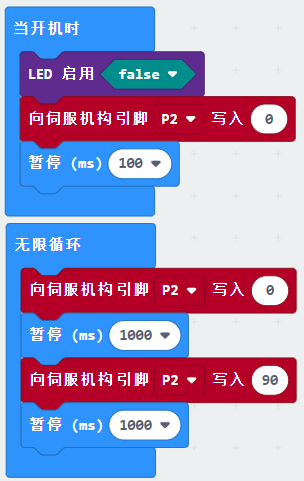 当开机时
LED 启用 false
向伺服机构引脚 P2 写入 0
暂停 (ms) 100
无限循环
向伺服机构引脚 P2 写入 0
暂停 (ms) 1000
向伺服机构引脚 P2 写入 90
暂停 (ms) 1000